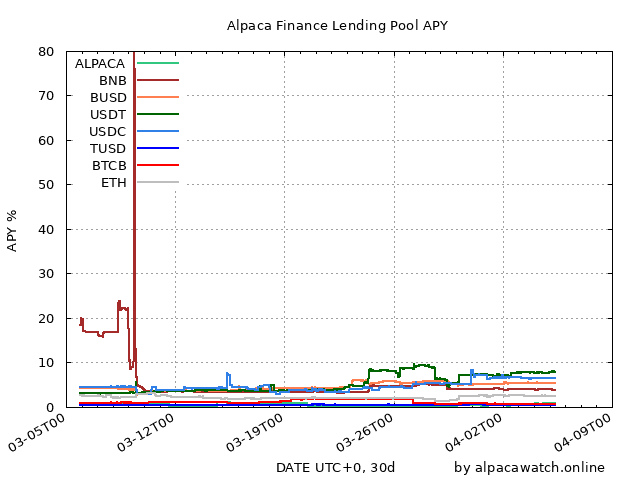 Alpaca Finance Lending Pool APY
80
70
60
50
40
30
20
10
0
APY %
ALPACA
BNB
BUSD
USDT
USDC
TUSD
BTCB
ETH
03-05T00
03-12T00
03-19T00
03-26T00
04-02T00
04-09T00
DATE UTC+0, 30d
by alpacawatch.online